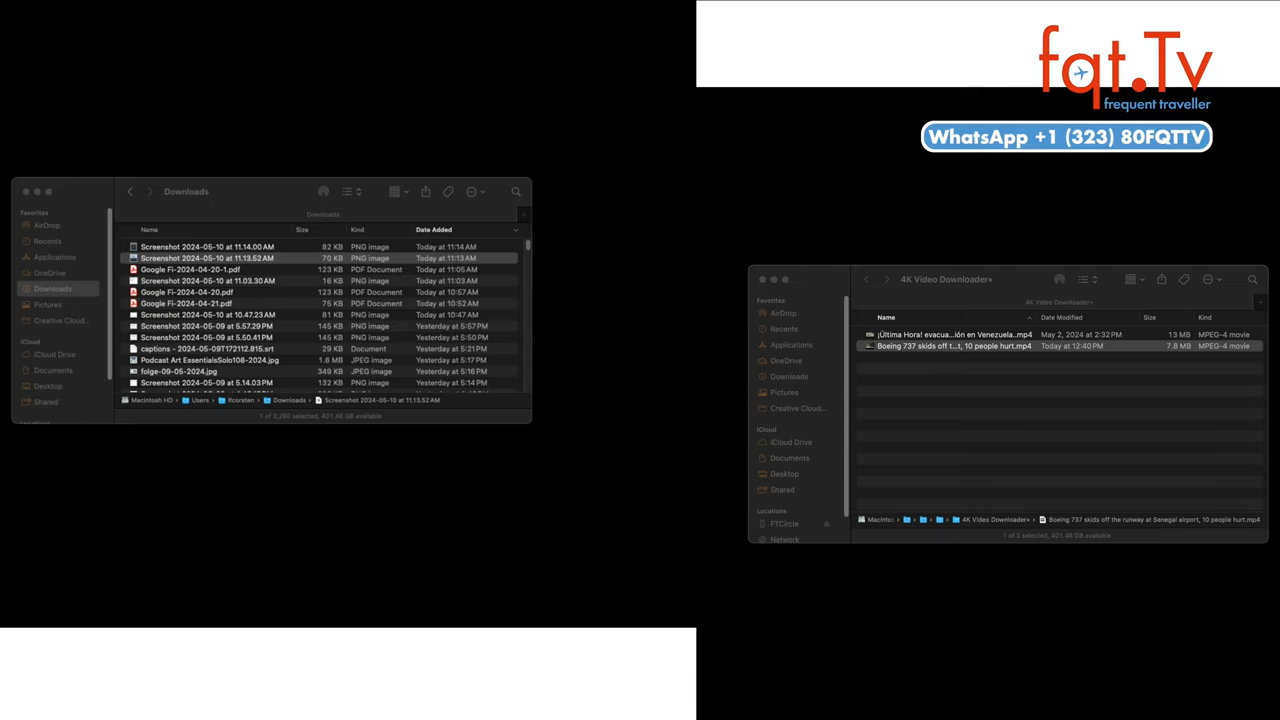 fqt.Tv
frequent traveller
WhatsApp +1 (323) 80FQTTV
Downloads
Downloads
Favorites
AirDrop
Recents
Applications
OneDrive
Downloads
Pictures
Creative Cloud...
iCloud
iCloud Drive
Documents
Desktop
Shared
Name Size Kind Date Added
Screenshot 2024-05-10 at 11.14.00 AM 82 KB PNG image Today at 11:14 AM
Screenshot 2024-05-10 at 11.13.52 AM 70 KB PNG image Today at 11:13 AM
Google Fi-2024-04-20-1.pdf 123 KB PDF Document Today at 11:05 AM
Screenshot 2024-05-10 at 11.03.30 AM 16 KB PNG image Today at 11:03 AM
Google Fi-2024-04-20.pdf 123 KB PDF Document Today at 10:57 AM
Google Fi-2024-04-21.pdf 75 KB PDF Document Today at 10:52 AM
Screenshot 2024-05-10 at 10.47.23 AM 81 KB PNG image Today at 10:47 AM
Screenshot 2024-05-09 at 5.57.29 PM 145 KB PNG image Yesterday at 5:57 PM
Screenshot 2024-05-09 at 5.50.41 PM 145 KB PNG image Yesterday at 5:50 PM
captions - 2024-05-09T172112.815.srt 29 KB Document Yesterday at 5:21 PM
Podcast Art EssentialsSolo108-2024.jpg 1.6 MB JPEG image Yesterday at 5:17 PM
folge-09-05-2024.jpg 349 KB JPEG image Yesterday at 5:16 PM
Screenshot 2024-05-09 at 5.14.03 PM 132 KB PNG image Yesterday at 5:14 PM
Macintosh HD Users lfcorsten Downloads Screenshot 2024-05-10 at 11.13.52 AM
1 of 3,260 selected, 401.46 GB available
4K Video Downloader+
4K Video Downloader+
Favorites
AirDrop
Recents
Applications
OneDrive
Downloads
Pictures
Creative Cloud...
iCloud
iCloud Drive
Documents
Desktop
Shared
Locations
FTCircle
Network
Name Date Modified Size Kind
¡Última Hora! evacua...ión en Venezuela.mp4 May 2, 2024 at 2:32 PM 13 MB MPEG-4 movie
Boeing 737 skids off t...t, 10 people hurt.mp4 Today at 12:40 PM 7.8 MB MPEG-4 movie
Macinto 4K Video Downloader+ Boeing 737 skids off the runway at Senegal airport, 10 people hurt.mp4
1 of 2 selected, 401.46 GB available